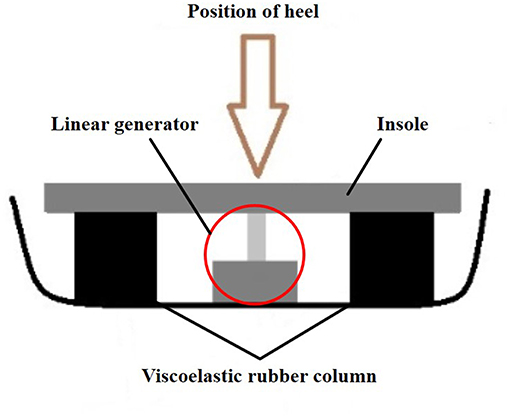 Position of heel
Linear generator
Insole
Viscoelastic rubber column